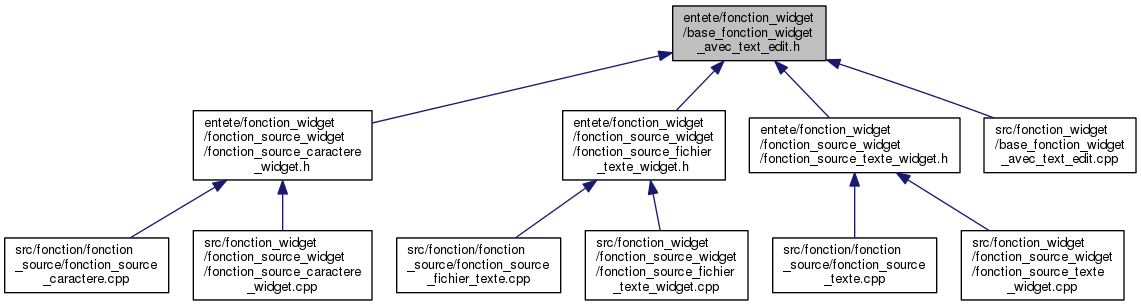 entete/fonction_widget
/base_fonction_widget
_avec_text_edit.h
entete/fonction_widget
/fonction_source_widget
/fonction_source_caractere
_widget.h
entete/fonction_widget
/fonction_source_widget
/fonction_source_fichier
_texte_widget.h
entete/fonction_widget
/fonction_source_widget
/fonction_source_texte_widget.h
src/fonction_widget
/base_fonction_widget
_avec_text_edit.cpp
src/fonction/fonction
_source/fonction_source
_caractere.cpp
src/fonction_widget
/fonction_source_widget
/fonction_source_caractere
_widget.cpp
src/fonction/fonction
_source/fonction_source
_fichier_texte.cpp
src/fonction_widget
/fonction_source_widget
/fonction_source_fichier
_texte_widget.cpp
src/fonction/fonction
_source/fonction_source
_texte.cpp
src/fonction_widget
/fonction_source_widget
/fonction_source_texte
_widget.cpp